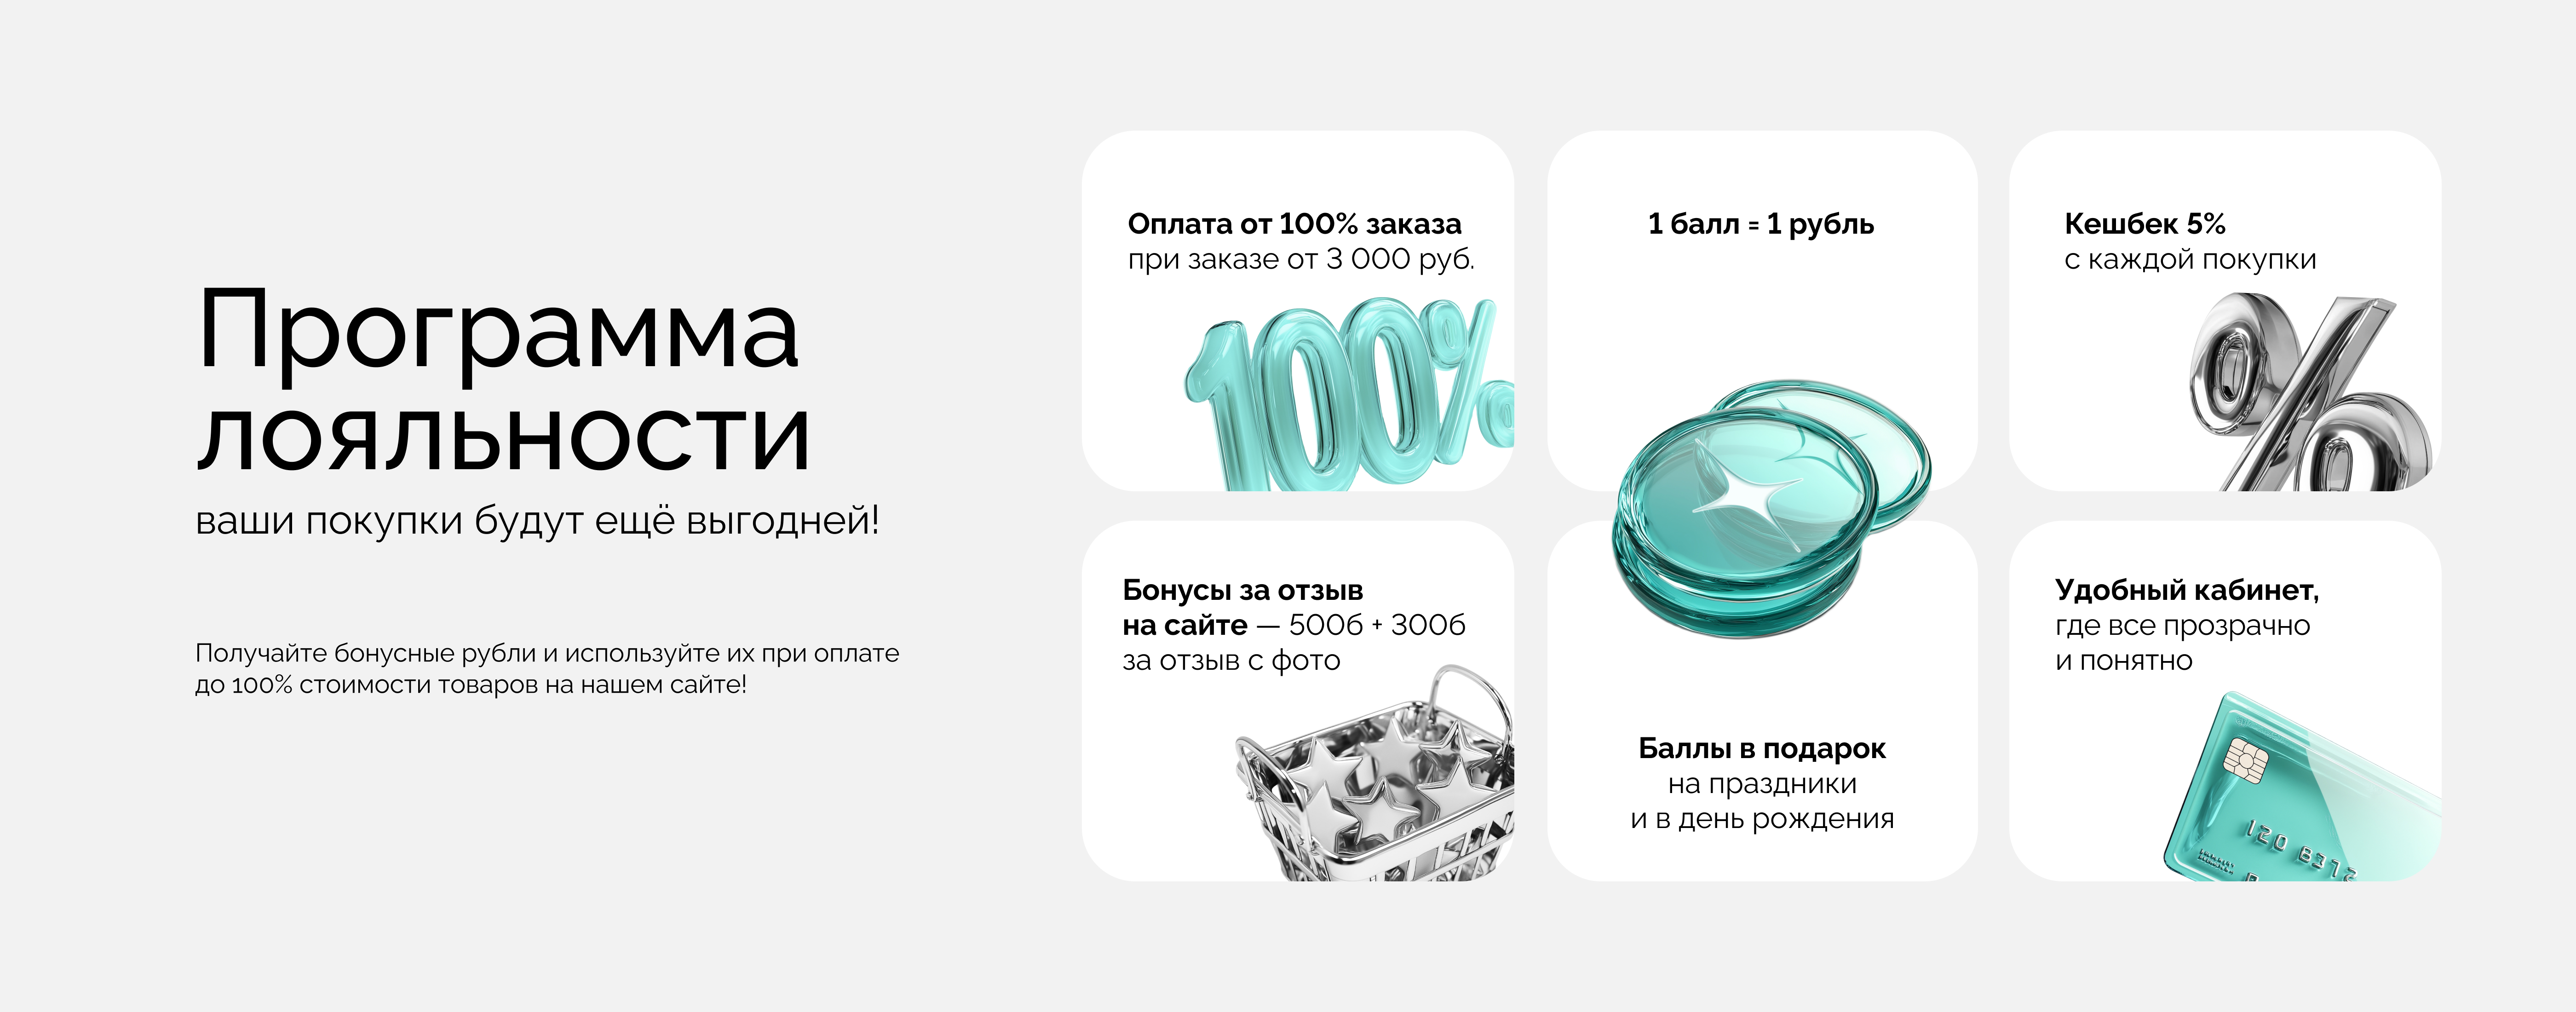 Программа
лояльности
ваши покупки будут ещё выгодней!
Получайте бонусные рубли и используйте их при оплате
до 100% стоимости товаров на нашем сайте!
Оплата от 100% заказа
при заказе от 3 000 руб.
100%
1 балл = 1 рубль
Кешбек 5%
с каждой покупки
%
Бонусы за отзыв
на сайте — 500б + 300б
за отзыв с фото
Баллы в подарок
на праздники
и в день рождения
Удобный кабинет,
где все прозрачно
и понятно